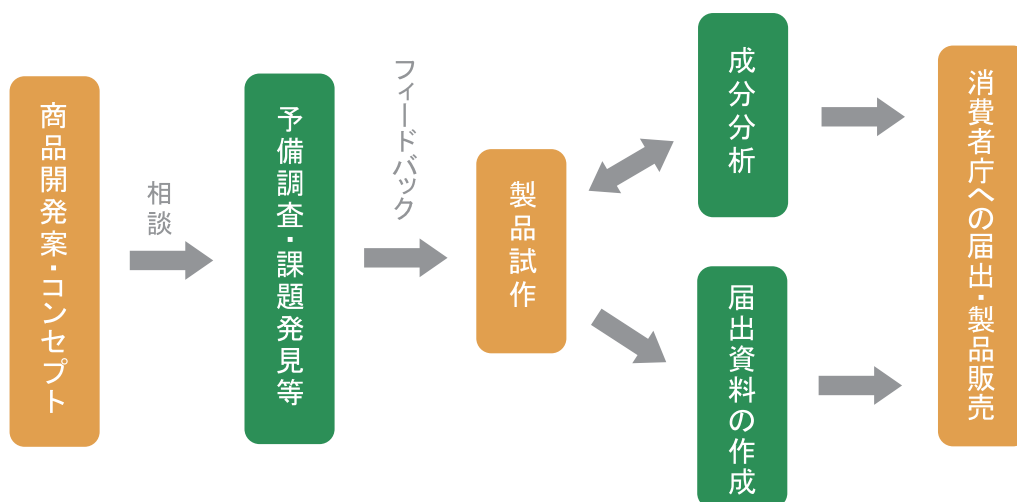 商品開発案・コンセプト
相談
予備調査・課題発見等
フィードバック
製品試作
成分分析
届出資料の作成
消費者庁への届出・製品販売